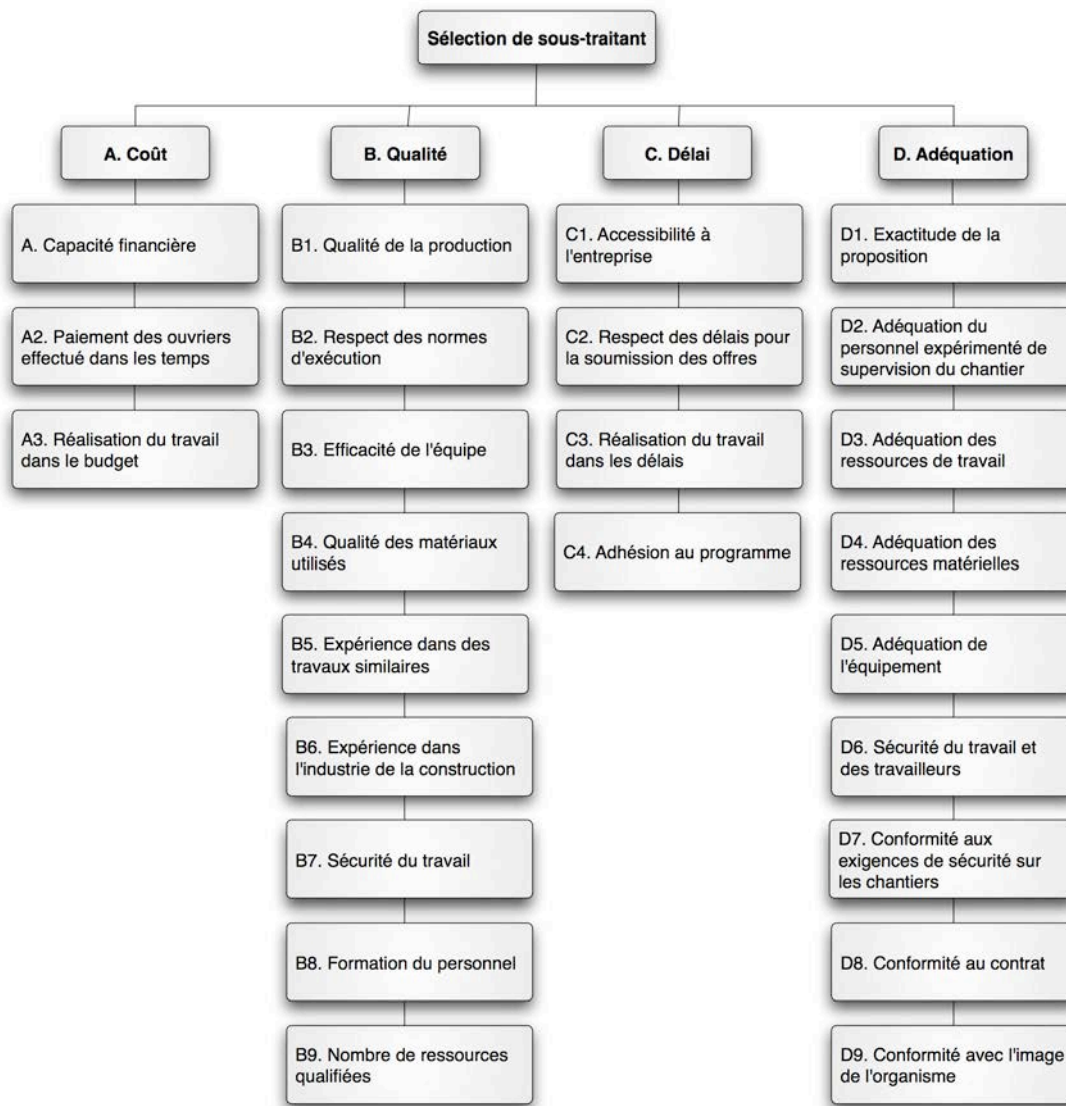 Sélection de sous-traitant
A. Coût
B. Qualité
C. Délai
D. Adéquation
A. Capacité financière
A2. Paiement des ouvriers
effectué dans les temps
A3. Réalisation du travail
dans le budget
B1. Qualité de la production
B2. Respect des normes
d'exécution
B3. Efficacité de l'équipe
B4. Qualité des matériaux
utilisés
B5. Expérience dans des
travaux similaires
B6. Expérience dans
l'industrie de la construction
B7. Sécurité du travail
B8. Formation du personnel
B9. Nombre de ressources
qualifiées
C1. Accessibilité à
l'entreprise
C2. Respect des délais pour
la soumission des offres
C3. Réalisation du travail
dans les délais
C4. Adhésion au programme
D1. Exactitude de la
proposition
D2. Adéquation du
personnel expérimenté de
supervision du chantier
D3. Adéquation des
ressources de travail
D4. Adéquation des
ressources matérielles
D5. Adéquation de
l'équipement
D6. Sécurité du travail et
des travailleurs
D7. Conformité aux
exigences de sécurité sur
les chantiers
D8. Conformité au contrat
D9. Conformité avec l'image
de l'organisme